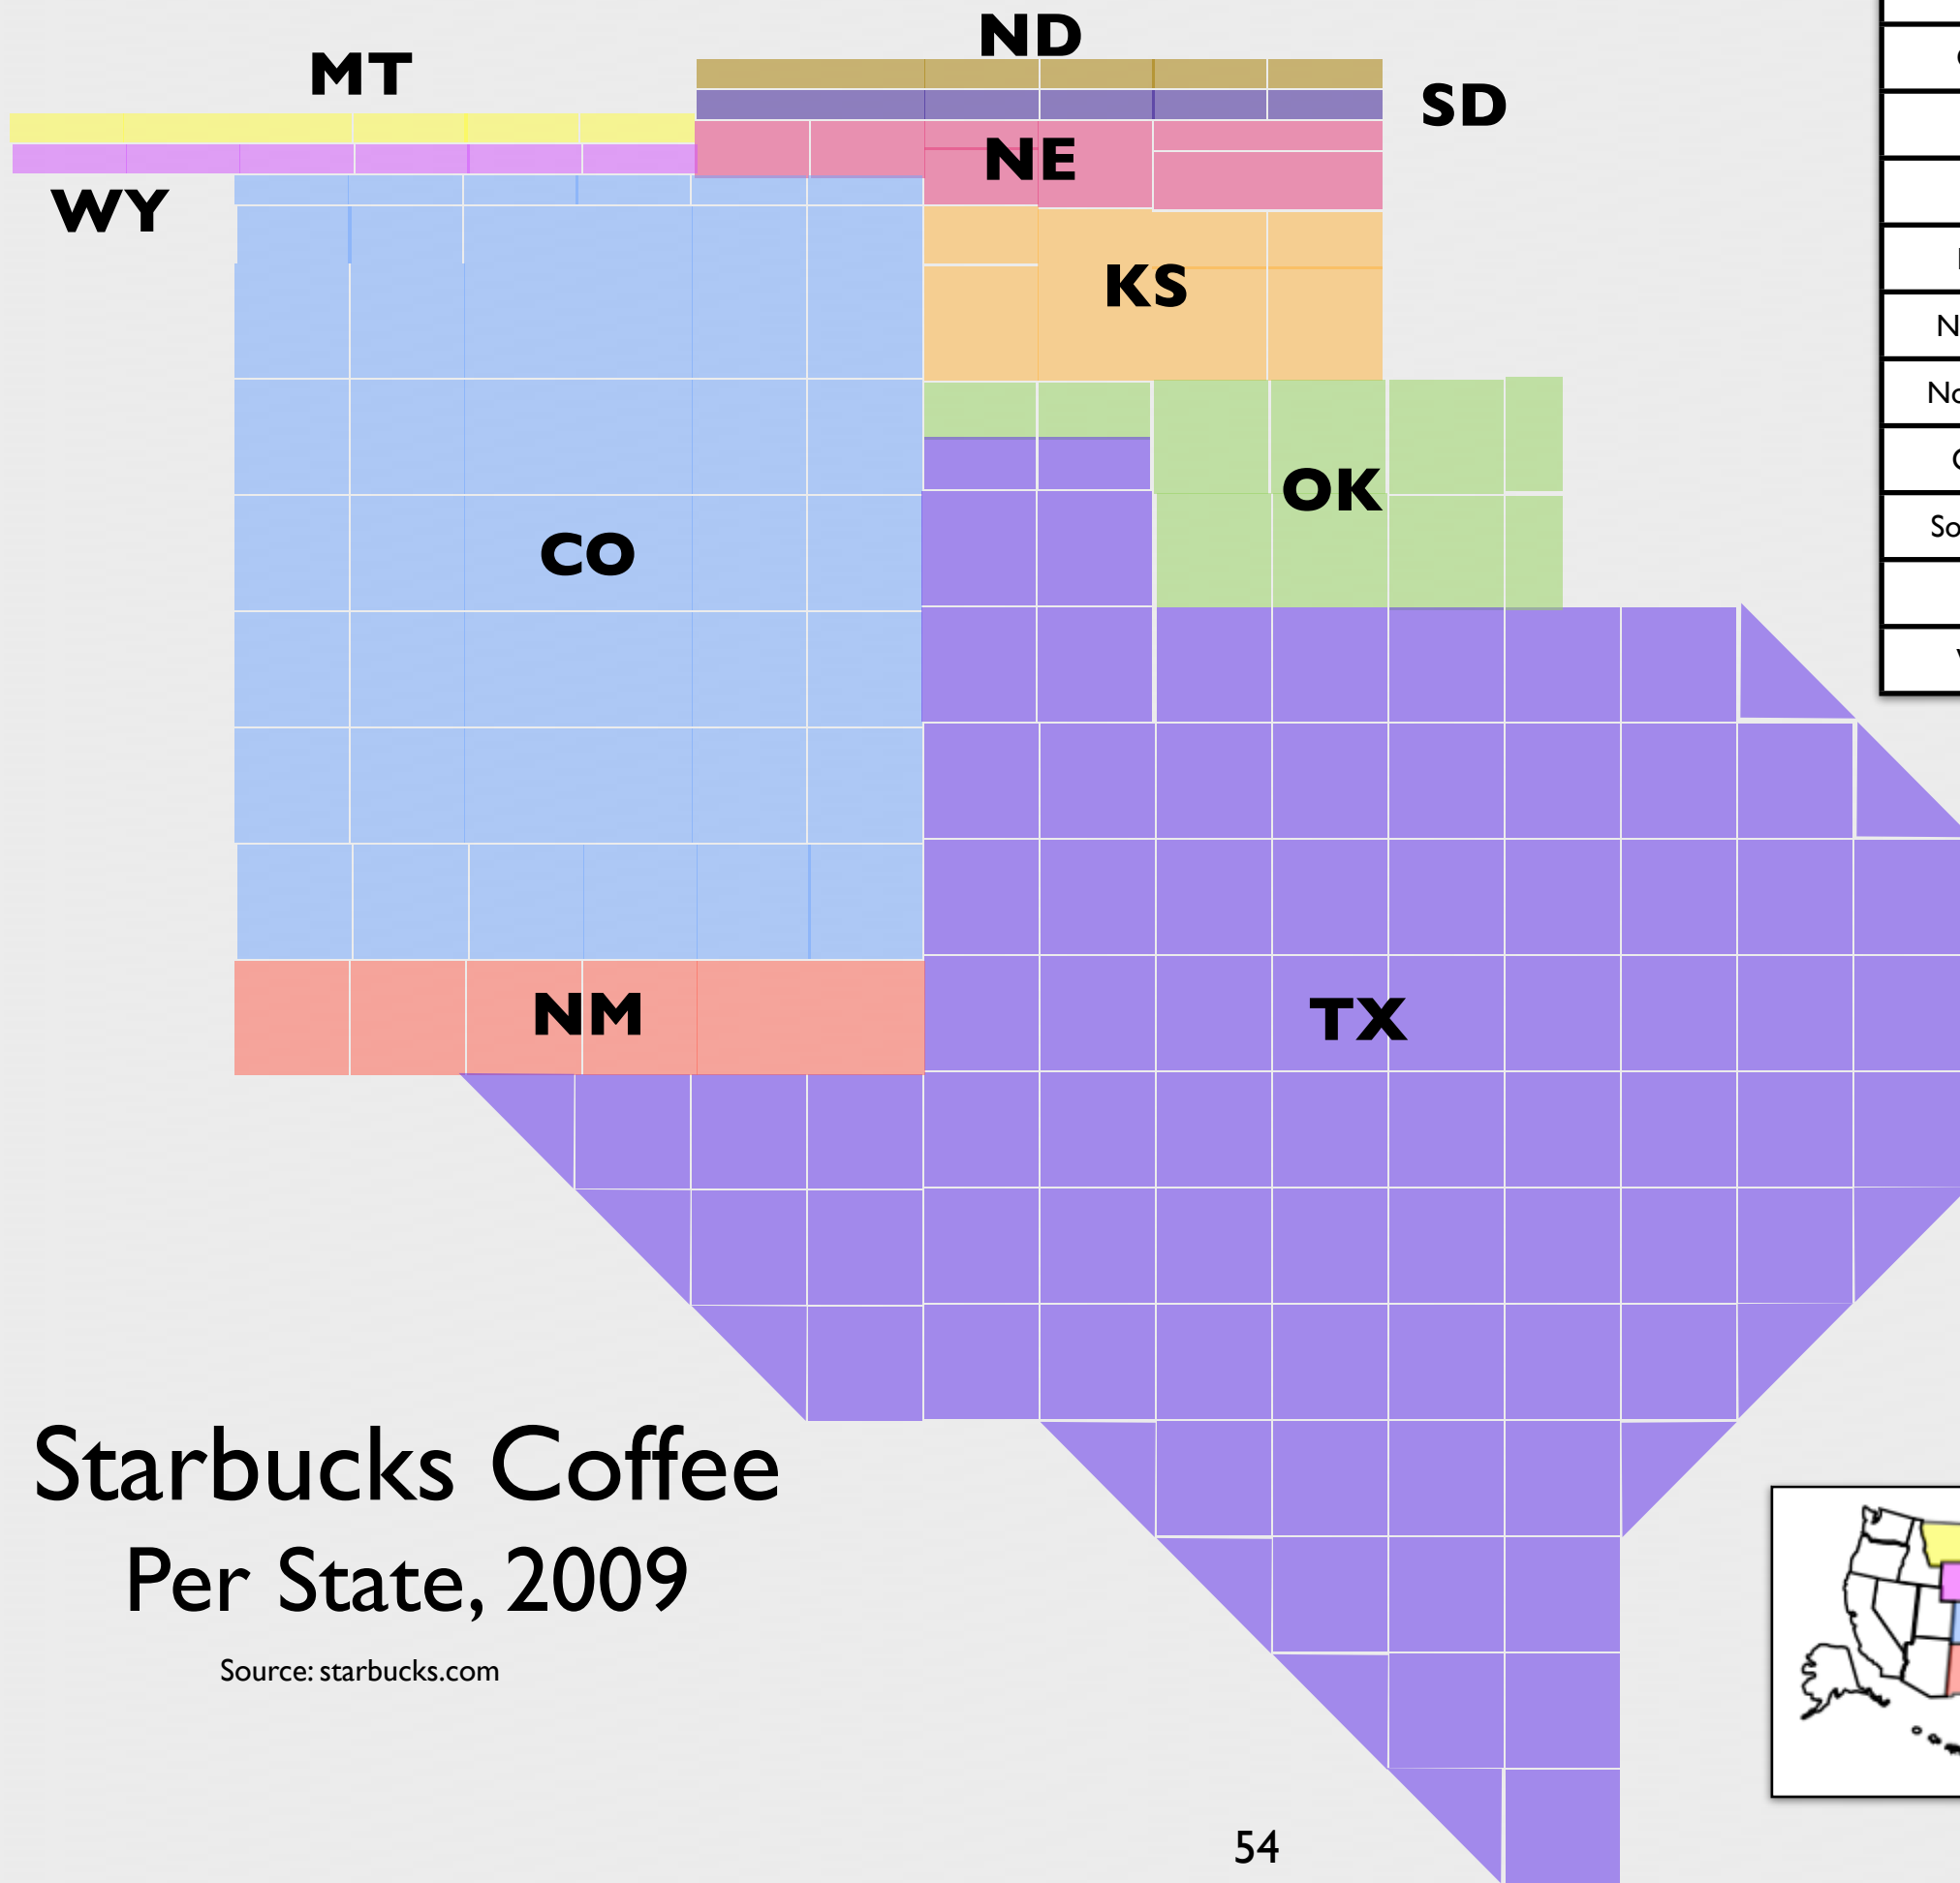 ND
MT
SD
NE
WY
KS
OK
CO
NM
TX
Starbucks Coffee
Per State, 2009
Source: starbucks.com
54